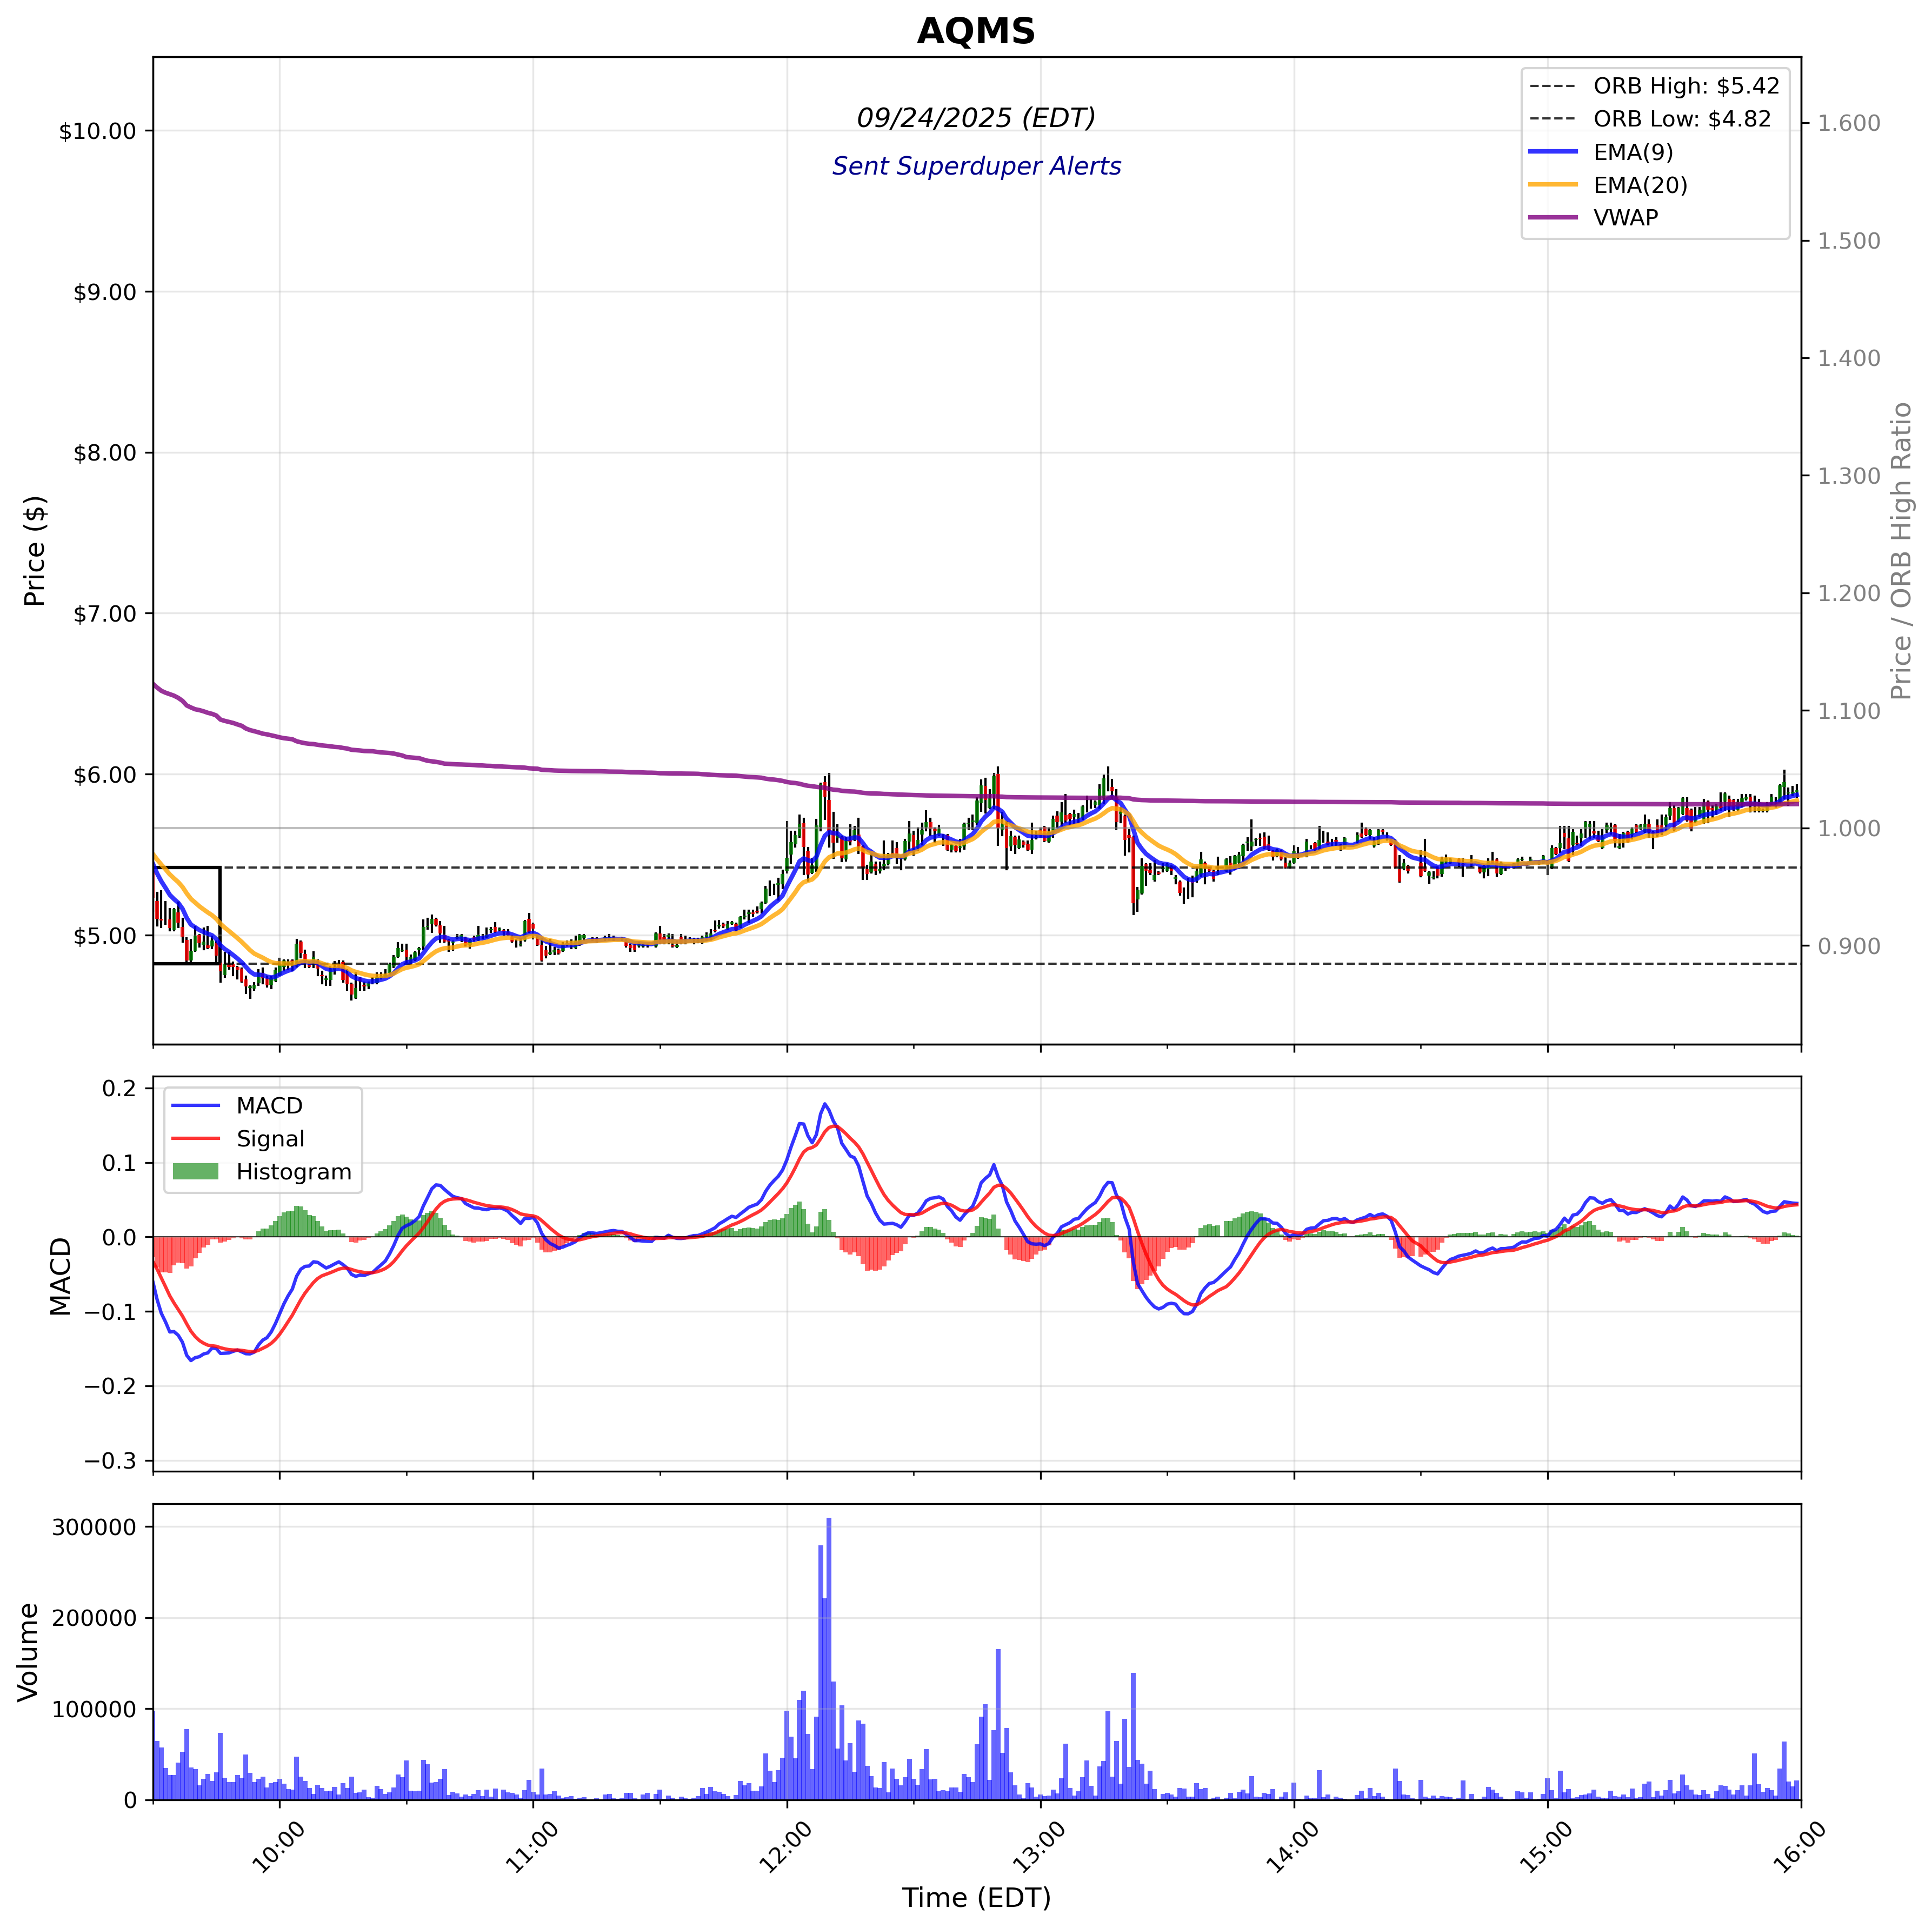 AQMS
09/24/2025 (EDT)
Sent Superduper Alerts
ORB High: $5.42
ORB Low: $4.82
EMA(9)
EMA(20)
VWAP
Price ($)
$10.00
$9.00
$8.00
$7.00
$6.00
$5.00
1.600
1.500
1.400
1.300
1.200
1.100
1.000
0.900
Price / ORB High Ratio
MACD
Signal
Histogram
MACD
0.2
0.1
0.0
−0.1
−0.2
−0.3
Volume
300000
200000
100000
0
10:00
11:00
12:00
13:00
14:00
15:00
16:00
Time (EDT)